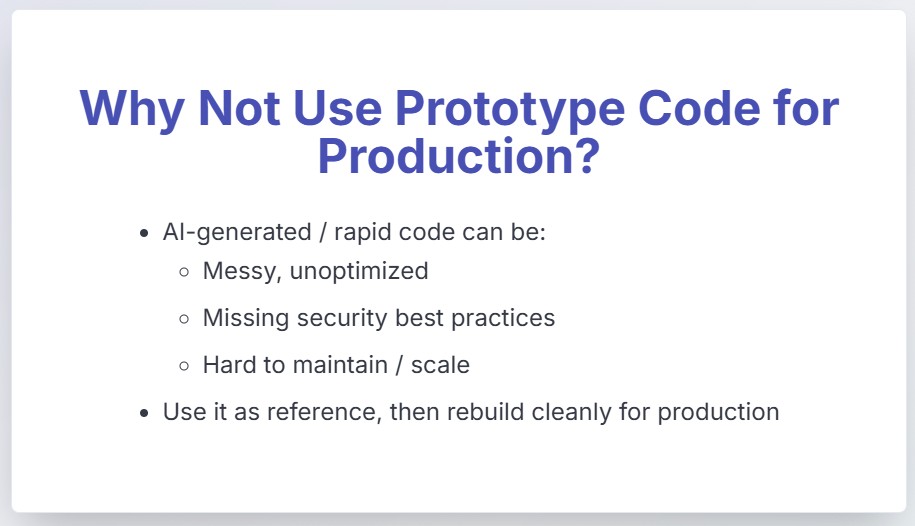 Why Not Use Prototype Code for
Production?
• AI-generated / rapid code can be:
○ Messy, unoptimized
○ Missing security best practices
○ Hard to maintain / scale
• Use it as reference, then rebuild cleanly for production